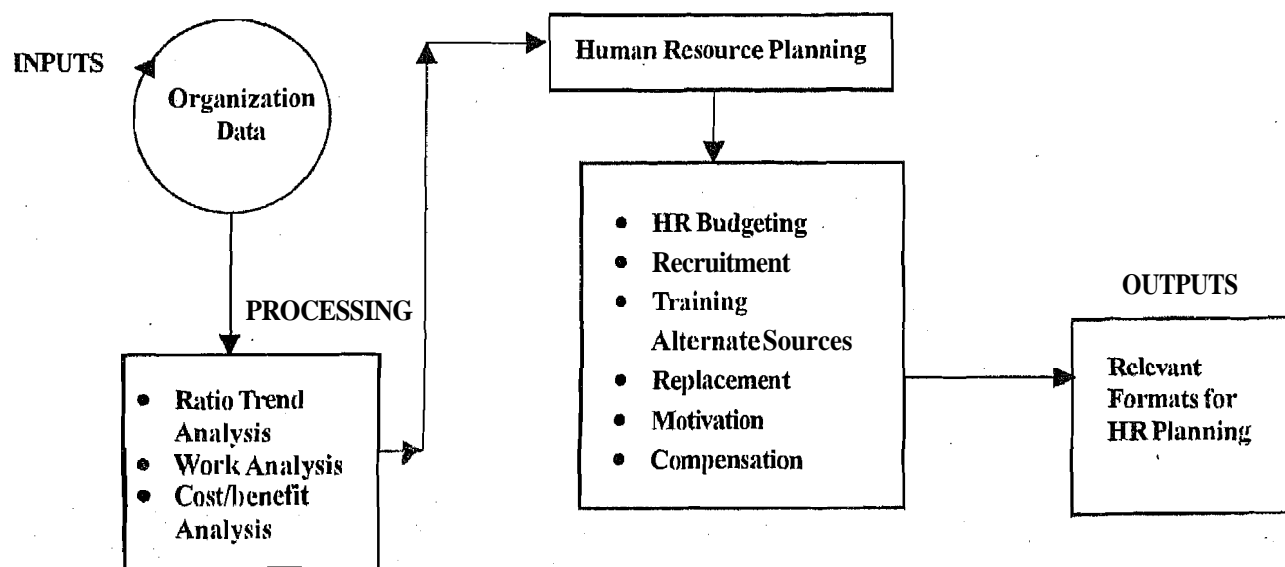 INPUTS
Organization
Data
PROCESSING
• Ratio Trend
Analysis
• Work Analysis
• Cost/benefit
Analysis
Human Resource Planning
• HR Budgeting
• Recruitment
• Training
Alternate Sources
• Replacement
• Motivation
• Compensation
OUTPUTS
Relevant
Formats for
HR Planning